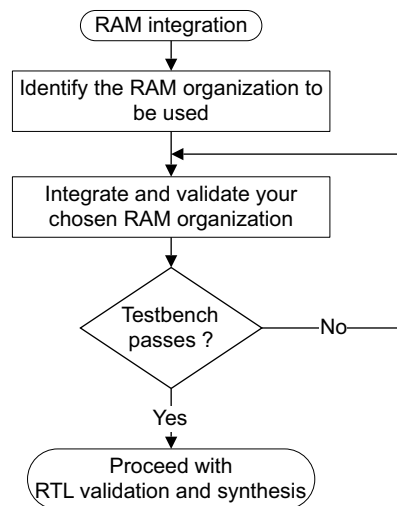 RAM integration
Identify the RAM organization to
be used
Integrate and validate your
chosen RAM organization
Testbench
passes ?
No
Yes
Proceed with
RTL validation and synthesis